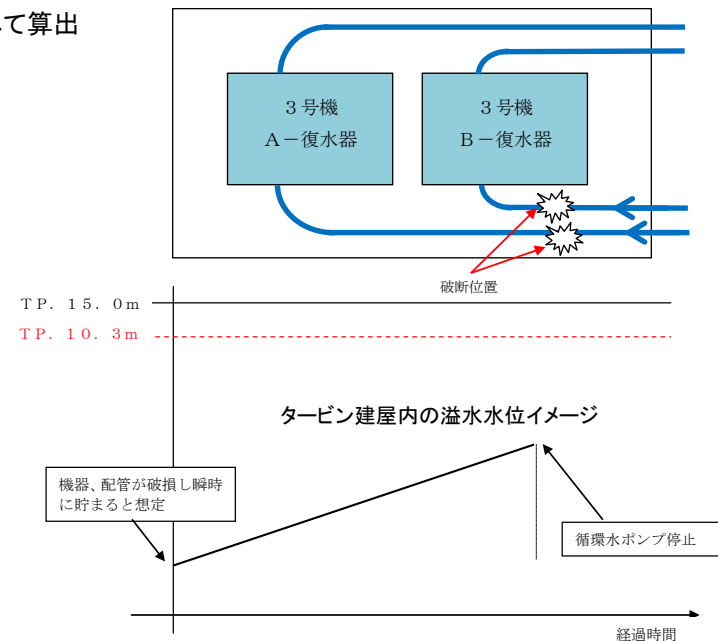 て算出
3号機
A－復水器
3号機
B－復水器
破断位置
TP. 15. 0m
TP. 10. 3m
タービン建屋内の溢水水位イメージ
機器、配管が破損し瞬時
に貯まると想定
循環水ポンプ停止
経過時間